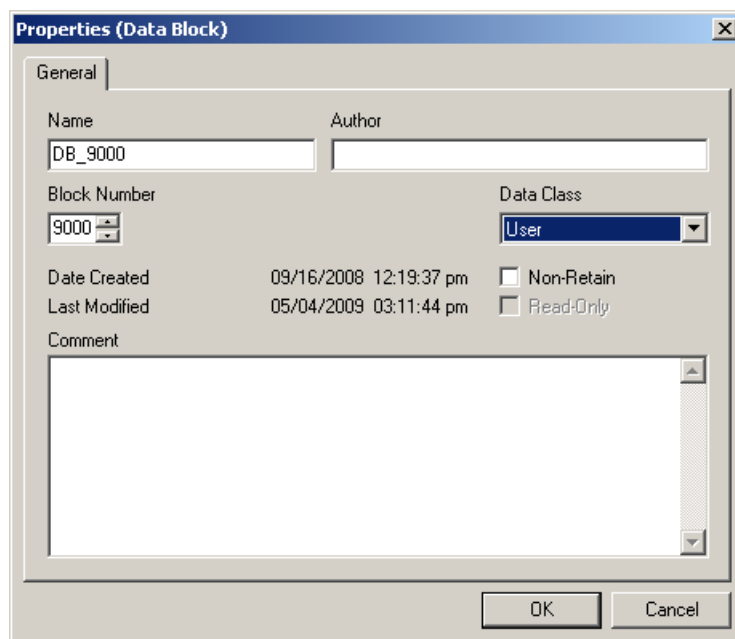 Properties (Data Block)
General
Name Author
DB_9000
Block Number Data Class
9000 User
Date Created 09/16/2008 12:19:37 pm Non-Retain
Last Modified 05/04/2009 03:11:44 pm Read-Only
Comment
OK Cancel